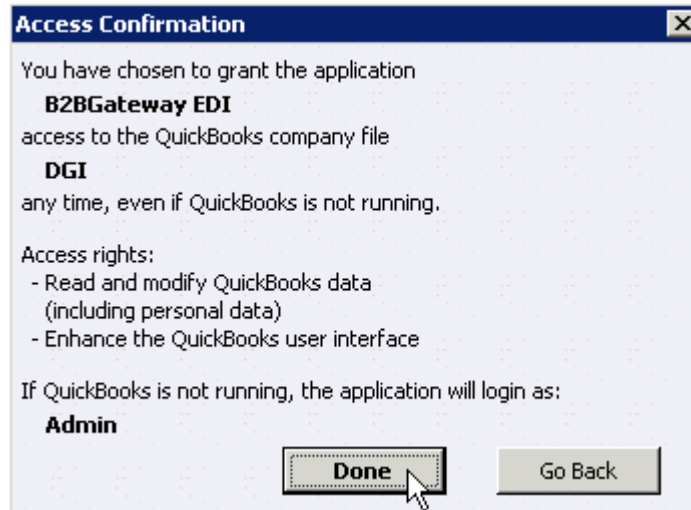 Access Confirmation
You have chosen to grant the application
B2BGateway EDI
access to the QuickBooks company file
DGI
any time, even if QuickBooks is not running.
Access rights:
- Read and modify QuickBooks data
(including personal data)
- Enhance the QuickBooks user interface
If QuickBooks is not running, the application will login as:
Admin
Done
Go Back